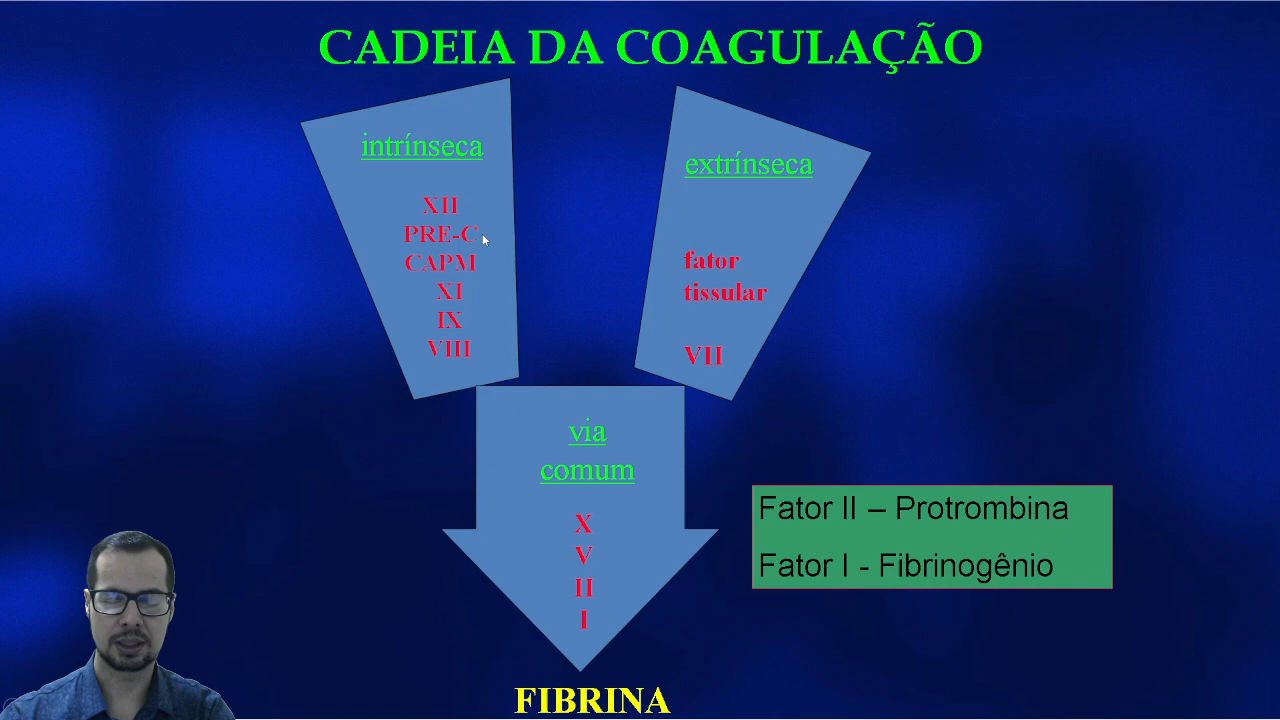 CADEIA DA COAGULAÇÃO
intrínseca
XII
PRE-C
CAPM
XI
IX
VIII
extrínseca
fator
tissular
VII
via
comum
X
V
II
I
Fator II – Protrombina
Fator I - Fibrinogênio
FIBRINA